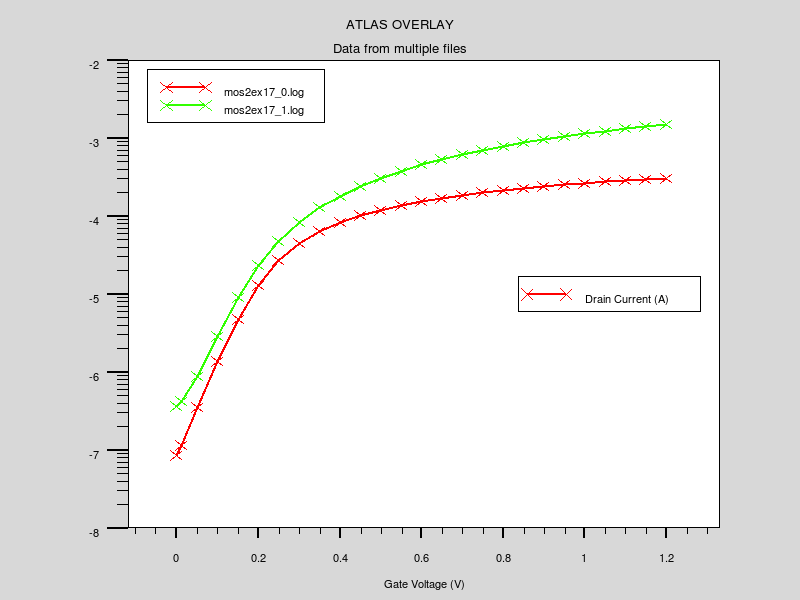 ATLAS OVERLAY
Data from multiple files
mos2ex17_0.log
mos2ex17_1.log
Drain Current (A)
-2
-3
-4
-5
-6
-7
-8
0 0.2 0.4 0.6 0.8 1 1.2
Gate Voltage (V)